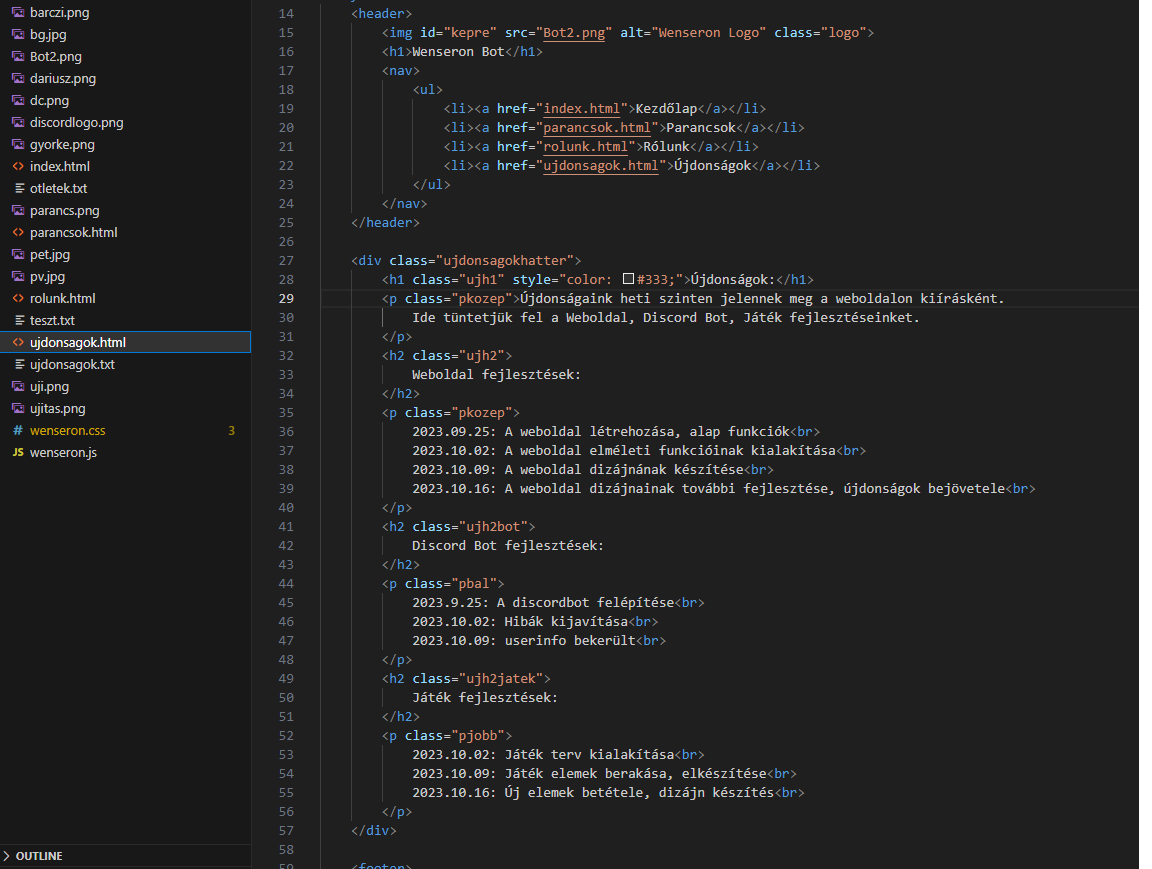 barczi.png
bg.jpg
Bot2.png
dariusz.png
dc.png
discordlogo.png
gyorke.png
index.html
otletek.txt
parancs.png
parancsok.html
pet.jpg
pv.jpg
rolunk.html
teszt.txt
ujdonsagok.html
ujdonsagok.txt
uji.png
ujitas.png
# wenseron.css 3
JS wenseron.js
OUTLINE
14 <header>
15 <img id="kepre" src="Bot2.png" alt="Wenseron Logo" class="logo">
16 <h1>Wenseron Bot</h1>
17 <nav>
18 <ul>
19 <li><a href="index.html">Kezdőlap</a></li>
20 <li><a href="parancsok.html">Parancsok</a></li>
21 <li><a href="rolunk.html">Rólunk</a></li>
22 <li><a href="ujdonsagok.html">Újdonságok</a></li>
23 </ul>
24 </nav>
25 </header>
26
27 <div class="ujdonsagokhatter">
28 <h1 class="ujh1" style="color: #333;">Újdonságok:</h1>
29 <p class="pkozep">Újdonságaink heti szinten jelennek meg a weboldalon kiírásként.
30 Ide tüntetjük fel a Weboldal, Discord Bot, Játék fejlesztéseinket.
31 </p>
32 <h2 class="ujh2">
33 Weboldal fejlesztések:
34 </h2>
35 <p class="pkozep">
36 2023.09.25: A weboldal létrehozása, alap funkciók<br>
37 2023.10.02: A weboldal elméleti funkcióinak kialakítása<br>
38 2023.10.09: A weboldal dizájnának készítése<br>
39 2023.10.16: A weboldal dizájnainak további fejlesztése, újdonságok bejövetele<br>
40 </p>
41 <h2 class="ujh2bot">
42 Discord Bot fejlesztések:
43 </h2>
44 <p class="pbal">
45 2023.9.25: A discordbot felépítése<br>
46 2023.10.02: Hibák kijavítása<br>
47 2023.10.09: userinfo bekerült<br>
48 </p>
49 <h2 class="ujh2jatek">
50 Játék fejlesztések:
51 </h2>
52 <p class="pjobb">
53 2023.10.02: Játék terv kialakítása<br>
54 2023.10.09: Játék elemek berakása, elkészítése<br>
55 2023.10.16: Új elemek betétele, dizájn készítés<br>
56 </p>
57 </div>
58
59 <footer>